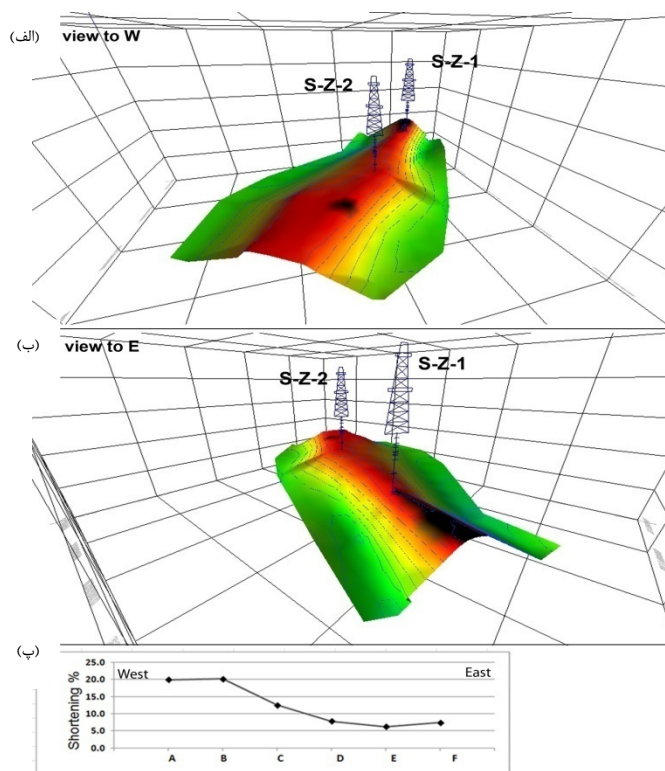 (الف)
view to W
S-Z-1
S-Z-2
(ب)
view to E
S-Z-1
S-Z-2
(پ)
West
East
Shortening %
25.0
20.0
15.0
10.0
5.0
0.0
A B C D E F